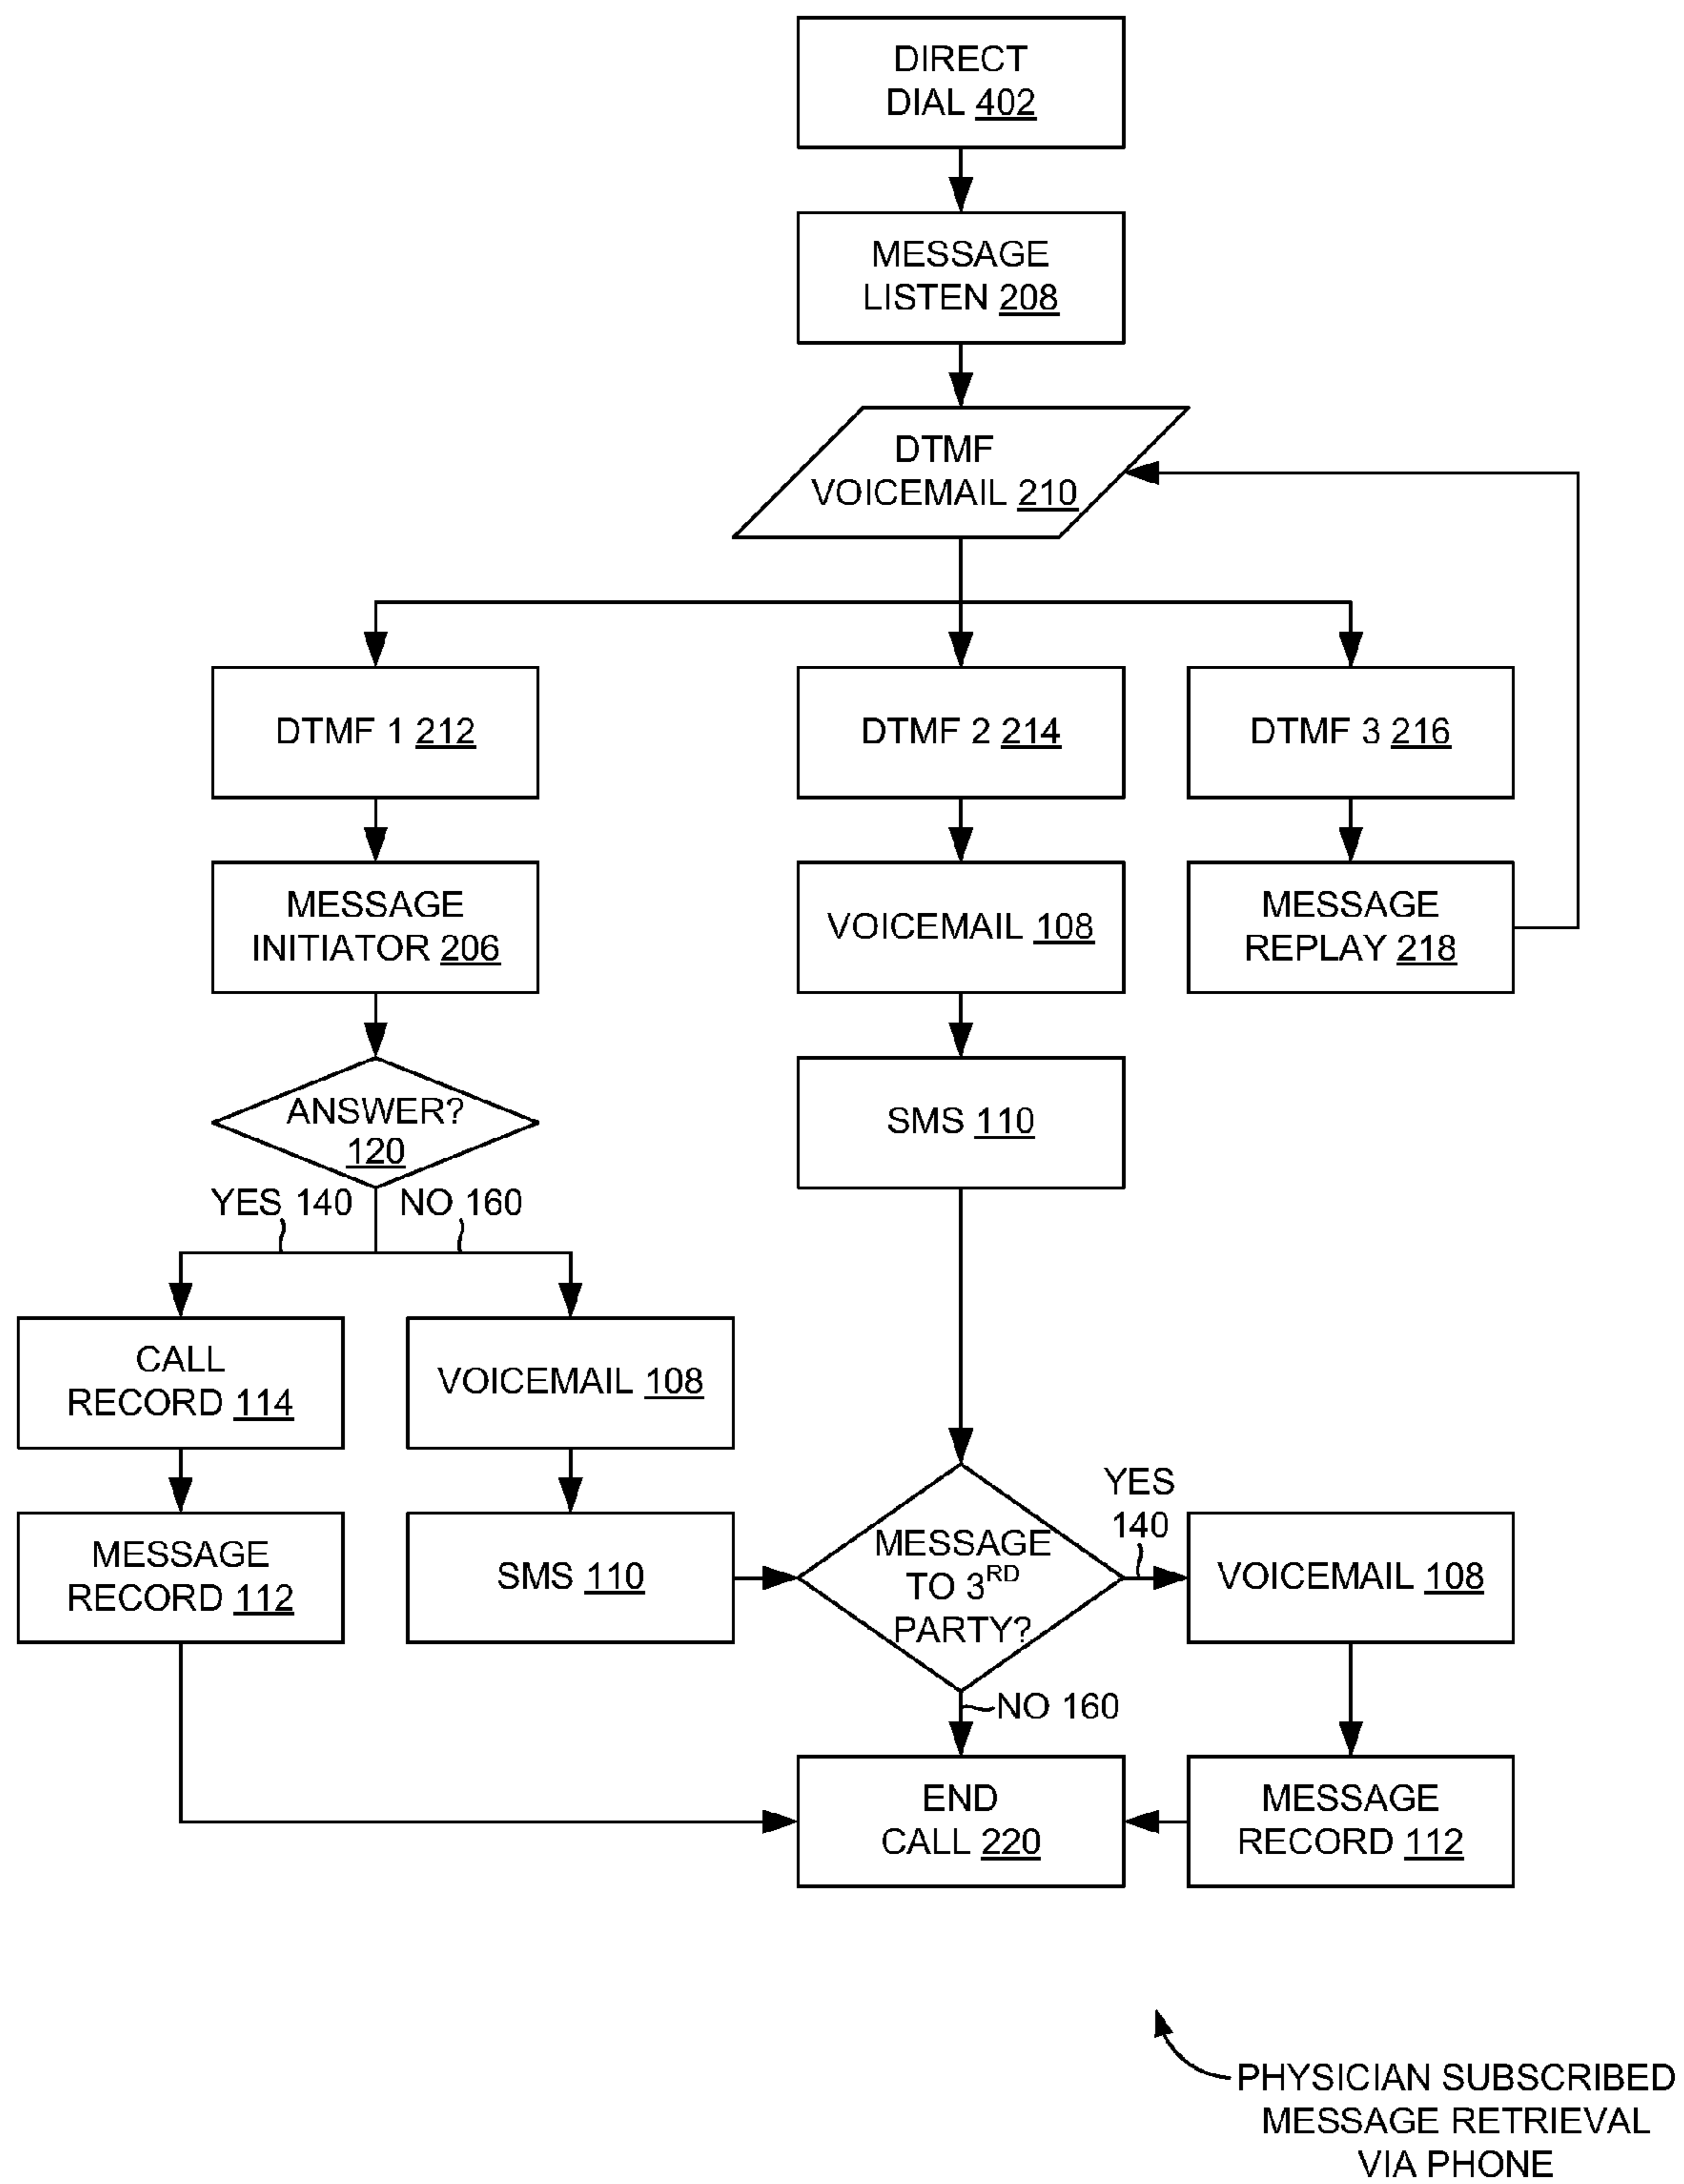 DIRECT
DIAL 402
MESSAGE
LISTEN 208
DTMF
VOICEMAIL 210
DTMF 1 212
DTMF 2 214
DTMF 3 216
MESSAGE
INITIATOR 206
VOICEMAIL 108
MESSAGE
REPLAY 218
ANSWER?
120
SMS 110
YES 140
NO 160
CALL
RECORD 114
VOICEMAIL 108
MESSAGE
RECORD 112
SMS 110
MESSAGE
TO 3RD
PARTY?
YES
140
VOICEMAIL 108
NO 160
END
CALL 220
MESSAGE
RECORD 112
PHYSICIAN SUBSCRIBED
MESSAGE RETRIEVAL
VIA PHONE